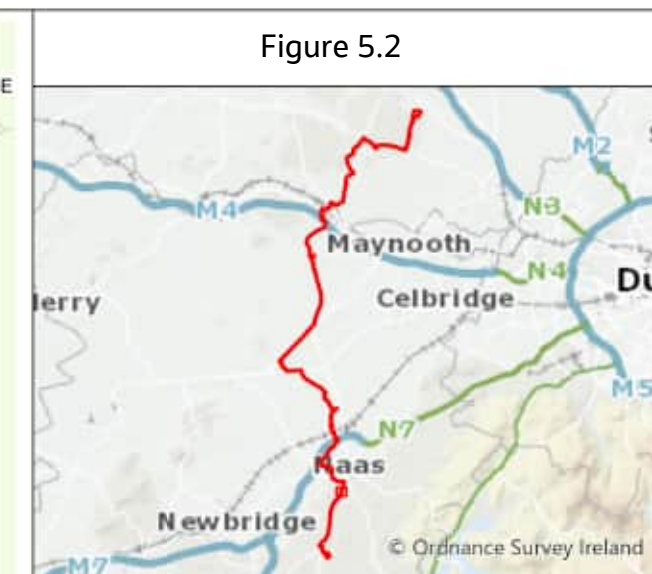 Figure 5.2
E
M2
N3
M4
Maynooth
N4
Du
Celbridge
lerry
M5
N7
Naas
Newbridge
© Ordnance Survey Ireland
M7